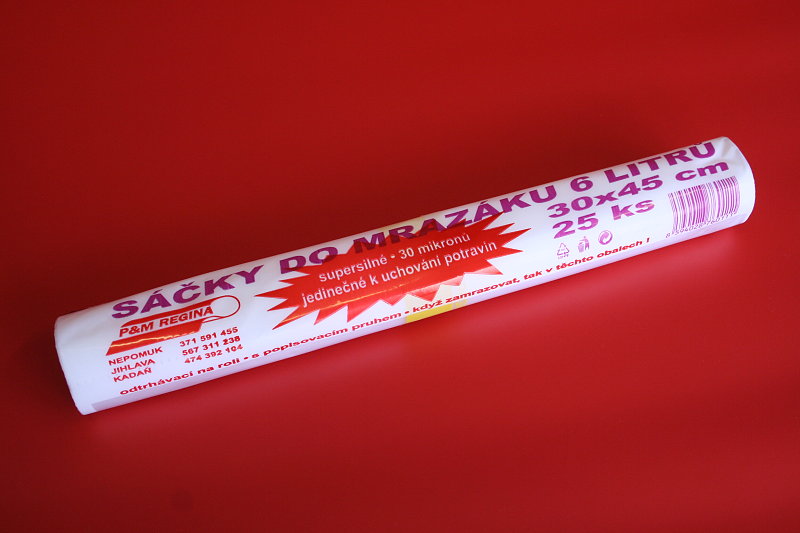 SÁČKY DO MRAZÁKU 6 LITRŮ
30x45 cm
25 ks
supersilné • 30 mikronů
jedinečné k uchování potravin
P&M REGINA
NEPOMUK 371 591 455
JIHLAVA 567 311 238
KADAŇ 474 392 104
odtrhávací na roli • s popisovacím pruhem • když zamrazovat, tak v těchto obalech !